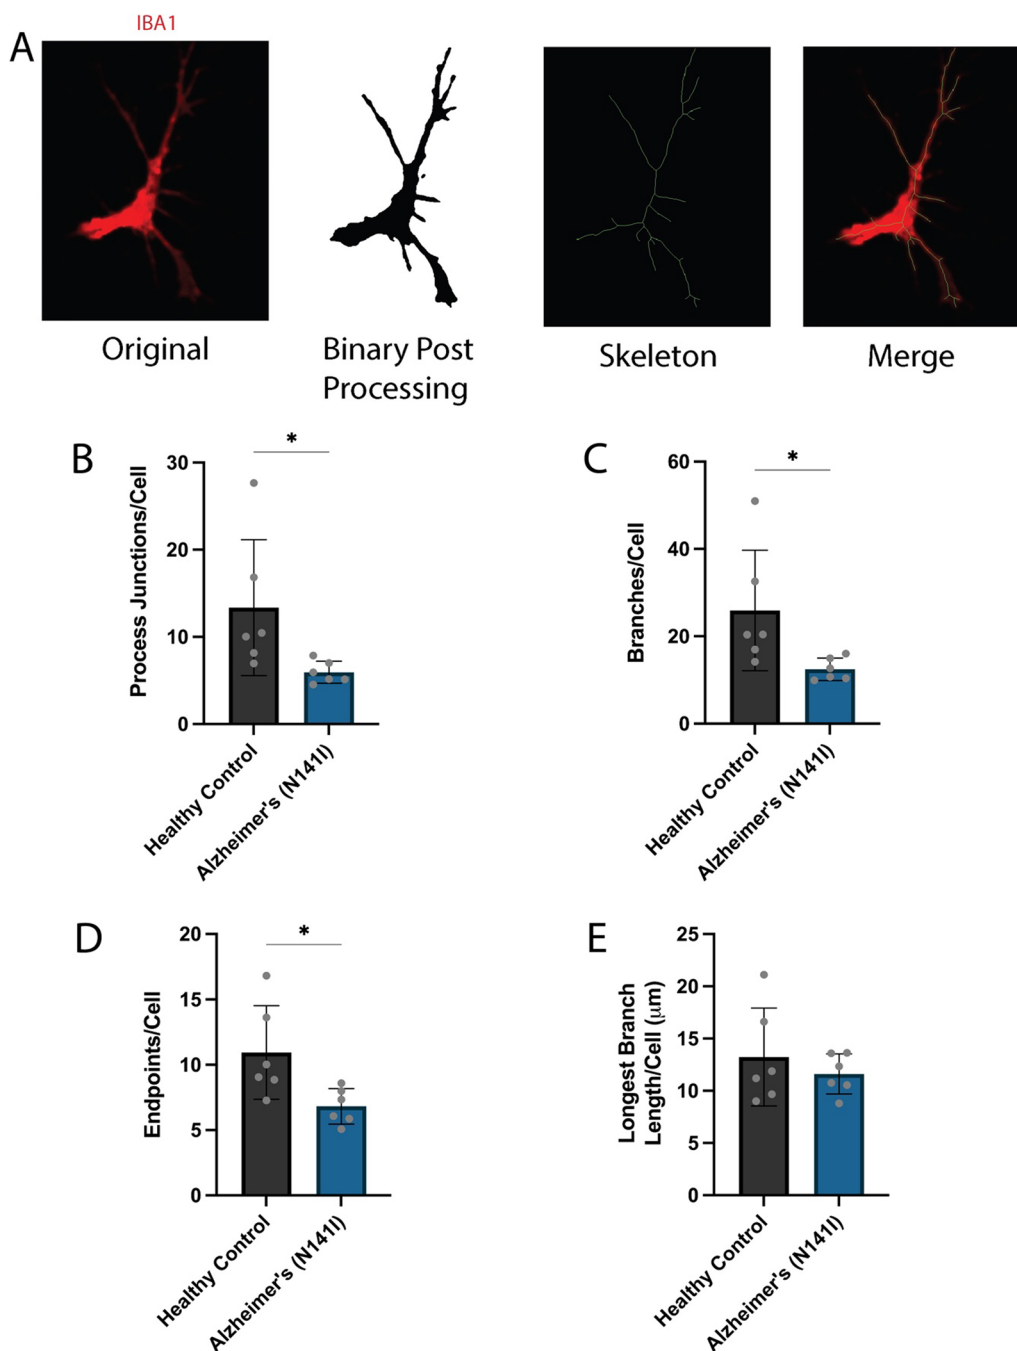 IBA1
A
Original
Binary Post
Processing
Skeleton
Merge
B
*
Process Junctions/Cell
30
20
10
0
Healthy Control
Alzheimer's (N141I)
C
*
Branches/Cell
60
40
20
0
Healthy Control
Alzheimer's (N141I)
D
*
Endpoints/Cell
20
15
10
5
0
Healthy Control
Alzheimer's (N141I)
E
Longest Branch
Length/Cell (μm)
25
20
15
10
5
0
Healthy Control
Alzheimer's (N141I)